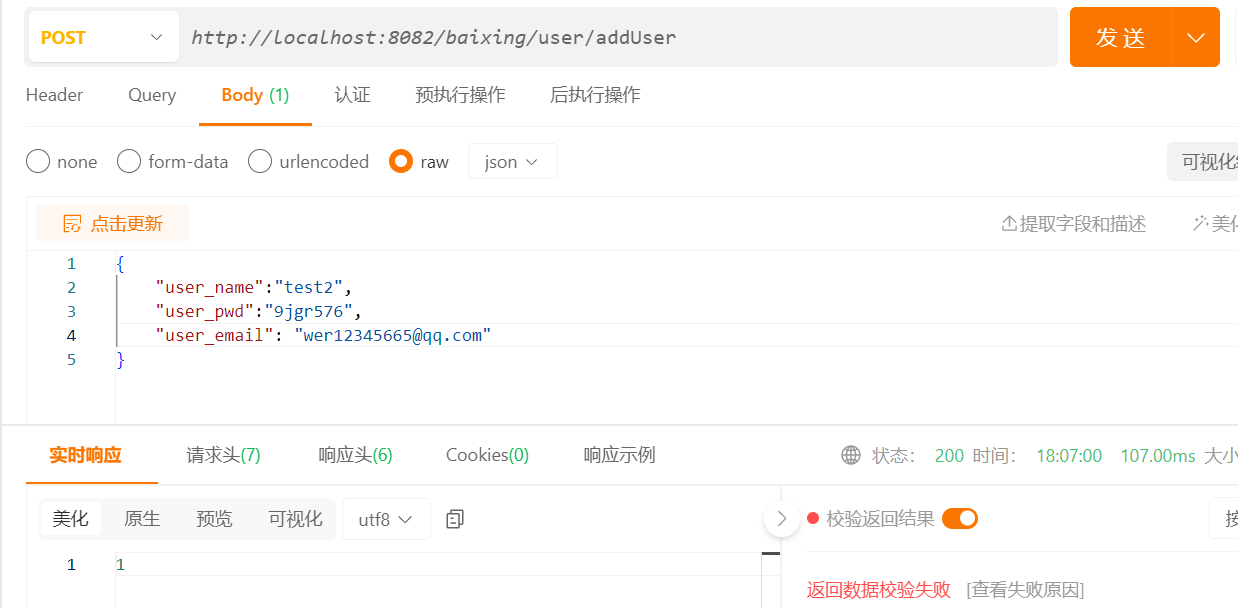 POST http://localhost:8082/baixing/user/addUser 发送
Header Query Body (1) 认证 预执行操作 后执行操作
none form-data urlencoded raw json 可视化
点击更新 提取字段和描述 美
1 {
2 "user_name":"test2",
3 "user_pwd":"9jgr576",
4 "user_email": "wer12345665@qq.com"
5 }
实时响应 请求头(7) 响应头(6) Cookies(0) 响应示例 状态: 200 时间: 18:07:00 107.00ms 大小
美化 原生 预览 可视化 utf8 校验返回结果
1 1
返回数据校验失败 [查看失败原因]